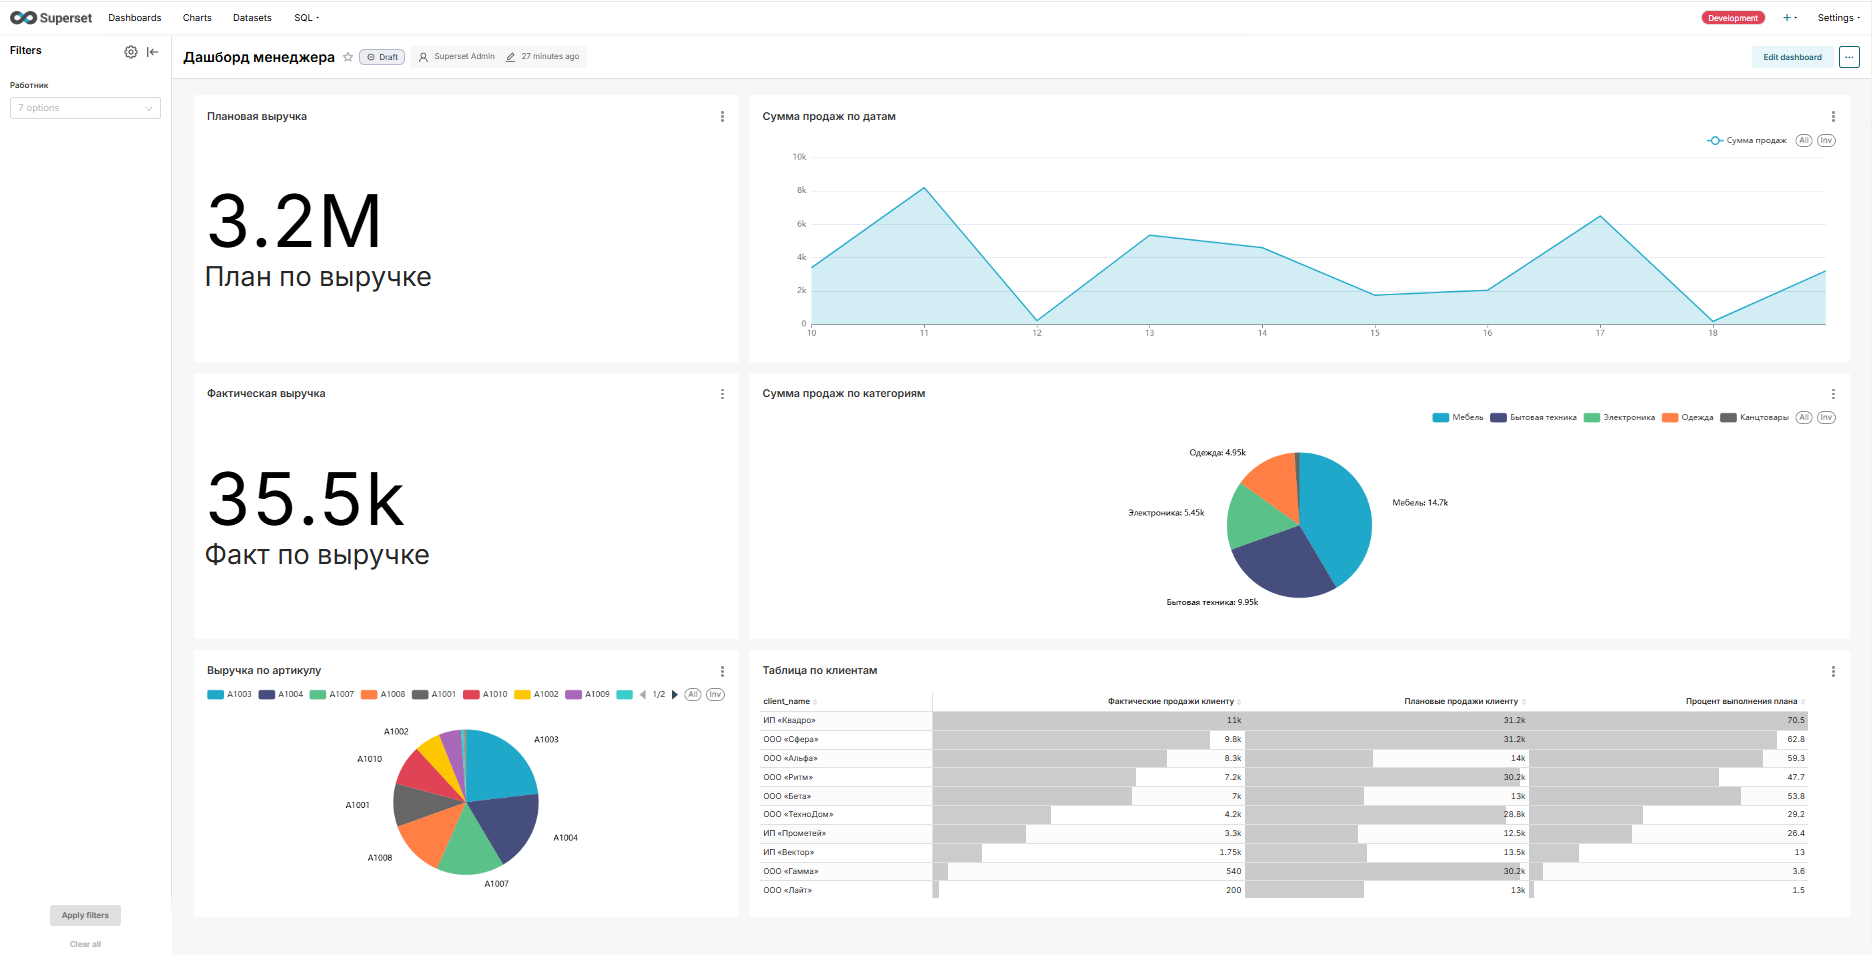 Superset Dashboards Charts Datasets SQL Development + Settings
Filters
Дашборд менеджера Draft Superset Admin 27 minutes ago Edit dashboard ...
Работник
7 options
Плановая выручка
3.2M
План по выручке
Сумма продаж по датам
Сумма продаж All Inv
10k
8k
6k
4k
2k
0
10 11 12 13 14 15 16 17 18
Фактическая выручка
35.5k
Факт по выручке
Сумма продаж по категориям
Мебель Бытовая техника Электроника Одежда Канцтовары All Inv
Одежда: 4.95k
Мебель: 14.7k
Электроника: 5.45k
Бытовая техника: 9.95k
Выручка по артикулу
A1003 A1004 A1007 A1008 A1001 A1010 A1002 A1009 1/2 All Inv
A1002
A1003
A1010
A1001
A1004
A1008
A1007
Таблица по клиентам
client_name Фактические продажи клиенту Плановые продажи клиенту Процент выполнения плана
ИП «Квадро» 11k 31.2k 70.5
ООО «Сфера» 9.8k 31.2k 62.8
ООО «Альфа» 8.3k 14k 59.3
ООО «Ритм» 7.2k 30.2k 47.7
ООО «Бета» 7k 13k 53.8
ООО «ТехноДом» 4.2k 28.8k 29.2
ИП «Прометей» 3.3k 12.5k 26.4
ИП «Вектор» 1.75k 13.5k 13
ООО «Гамма» 540 30.2k 3.6
ООО «Лайт» 200 13k 1.5
Apply filters
Clear all